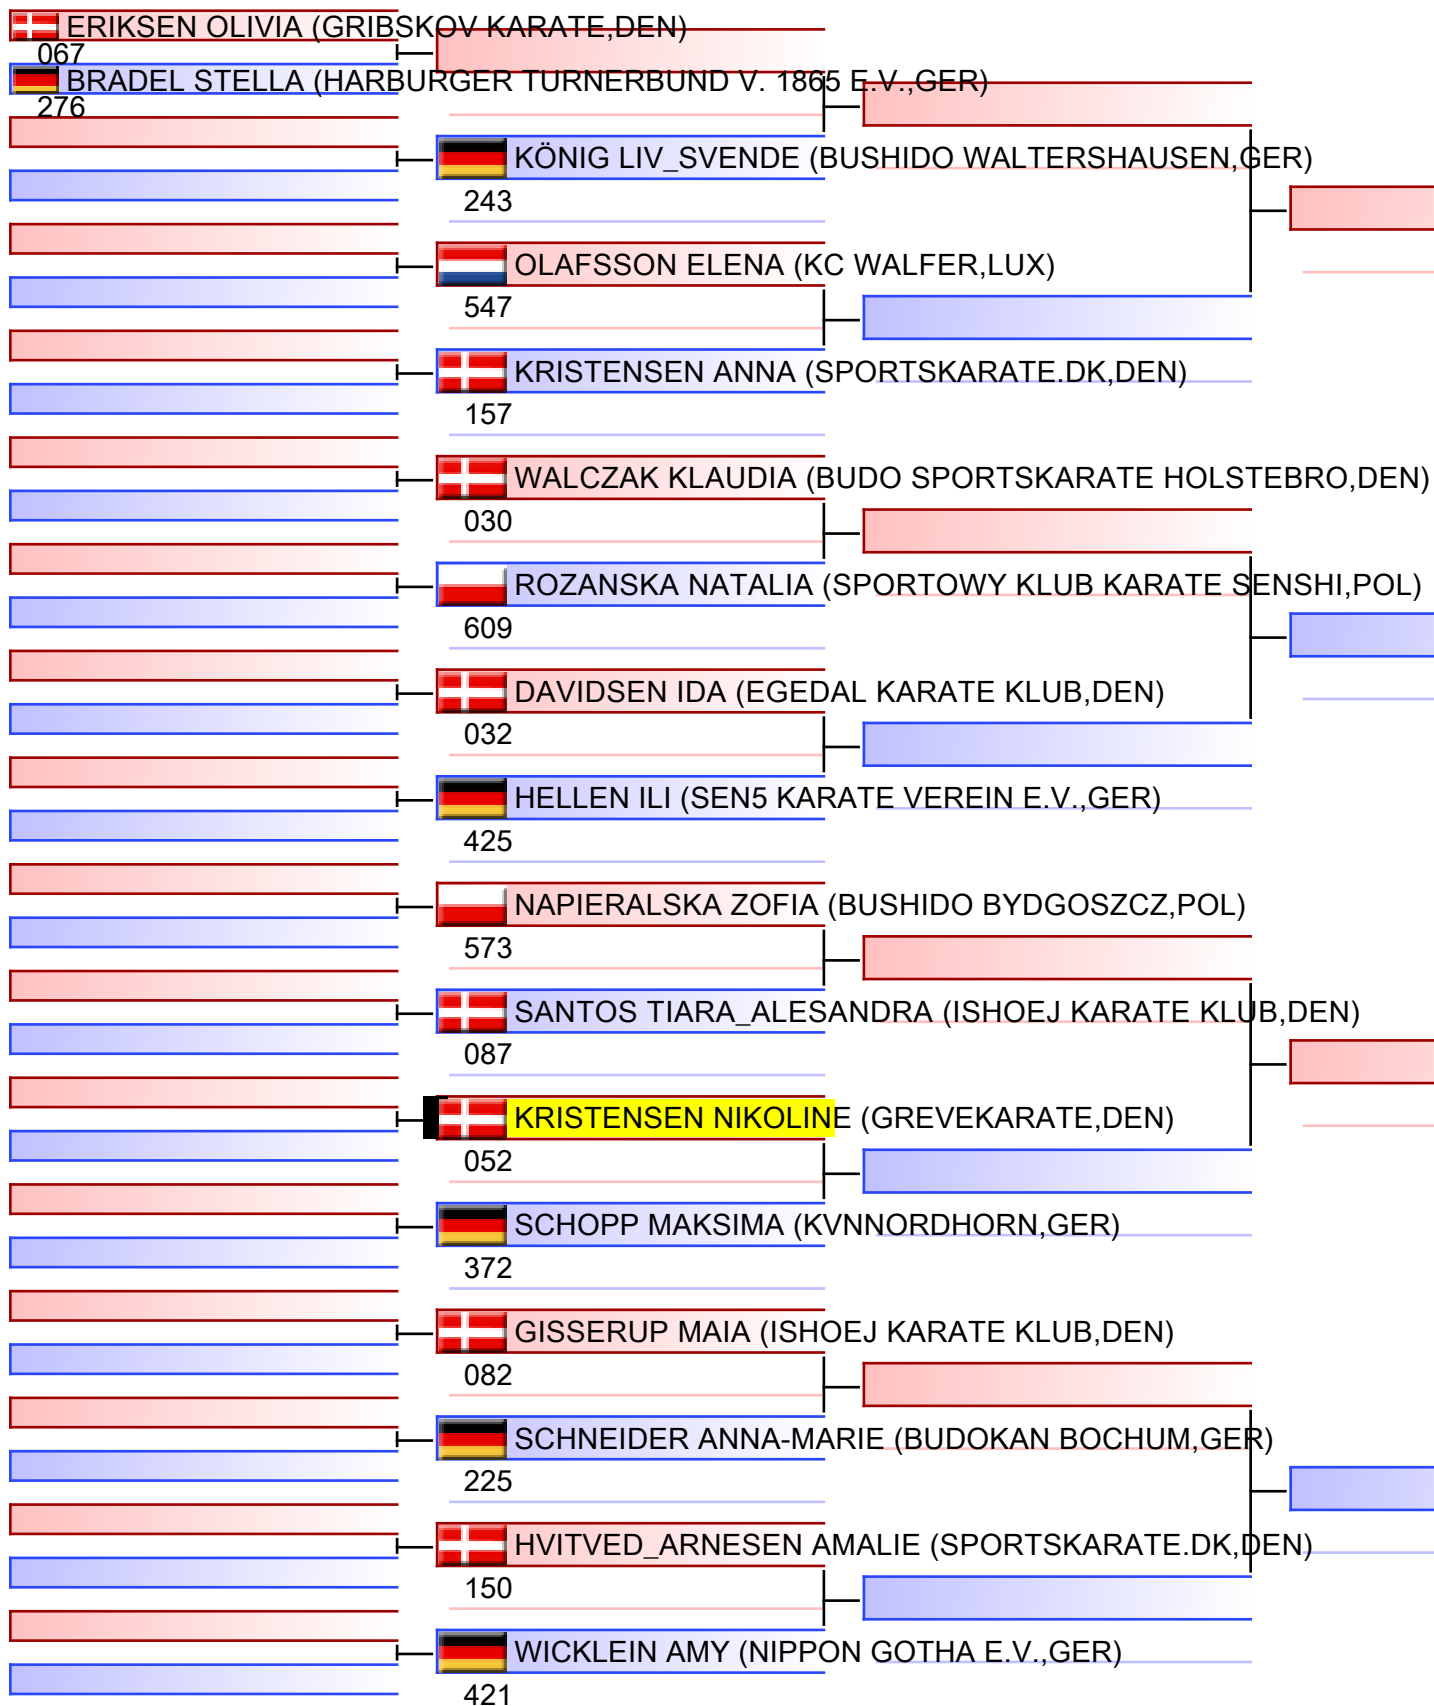 ERIKSEN OLIVIA (GRIBSKOV KARATE,DEN)
067
BRADEL STELLA (HARBURGER TURNERBUND V. 1865 E.V.,GER)
276
KÖNIG LIV_SVENDE (BUSHIDO WALTERSHAUSEN,GER)
243
OLAFSSON ELENA (KC WALFER,LUX)
547
KRISTENSEN ANNA (SPORTSKARATE.DK,DEN)
157
WALCZAK KLAUDIA (BUDO SPORTSKARATE HOLSTEBRO,DEN)
030
ROZANSKA NATALIA (SPORTOWY KLUB KARATE SENSHI,POL)
609
DAVIDSEN IDA (EGEDAL KARATE KLUB,DEN)
032
HELLEN ILI (SEN5 KARATE VEREIN E.V.,GER)
425
NAPIERALSKA ZOFIA (BUSHIDO BYDGOSZCZ,POL)
573
SANTOS TIARA_ALESANDRA (ISHOEJ KARATE KLUB,DEN)
087
KRISTENSEN NIKOLINE (GREVEKARATE,DEN)
052
SCHOPP MAKSIMA (KVNNORDHORN,GER)
372
GISSERUP MAIA (ISHOEJ KARATE KLUB,DEN)
082
SCHNEIDER ANNA-MARIE (BUDOKAN BOCHUM,GER)
225
HVITVED_ARNESEN AMALIE (SPORTSKARATE.DK,DEN)
150
WICKLEIN AMY (NIPPON GOTHA E.V.,GER)
421